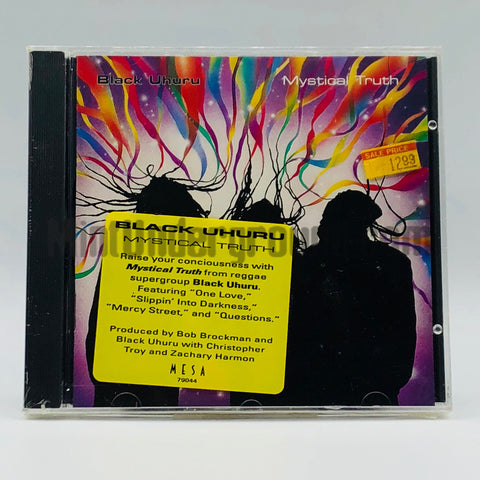 Black Uhuru
Mystical Truth
SALE PRICE
1299
BLACK UHURU
MYSTICAL TRUTH
Raise your conciousness with
Mystical Truth from reggae
supergroup Black Uhuru.
Featuring "One Love,"
"Slippin' Into Darkness,"
"Mercy Street," and "Questions."
Produced by Bob Brockman and
Black Uhuru with Christopher
Troy and Zachary Harmon
MESA
79044